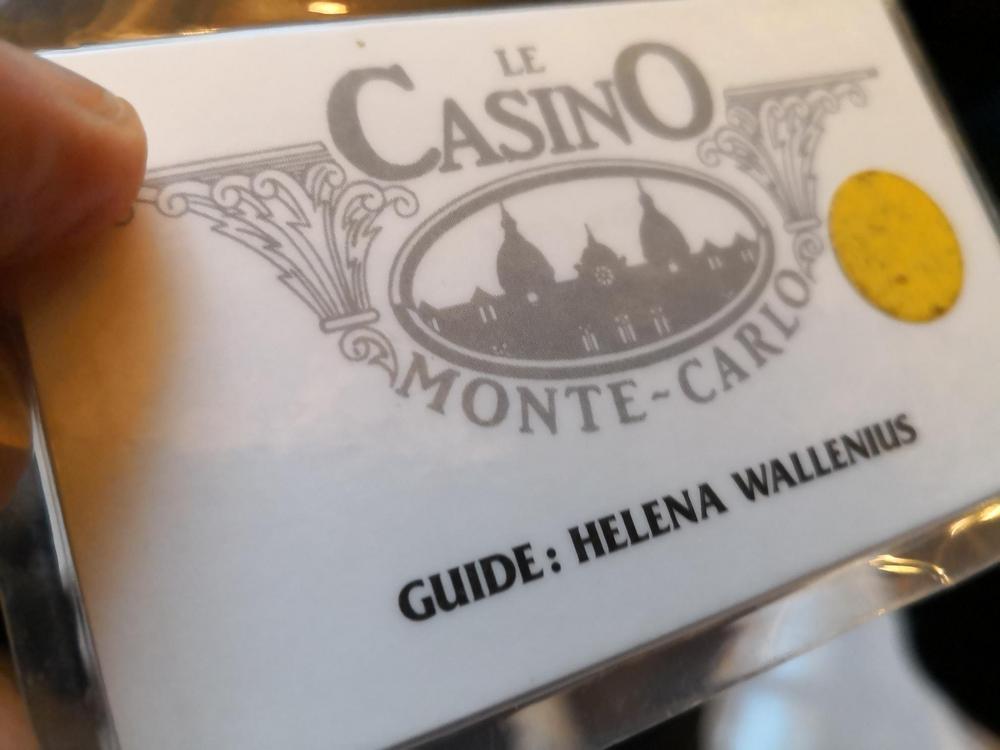 LE
CASINO
MONTE-CARLO
GUIDE: HELENA WALLENIUS